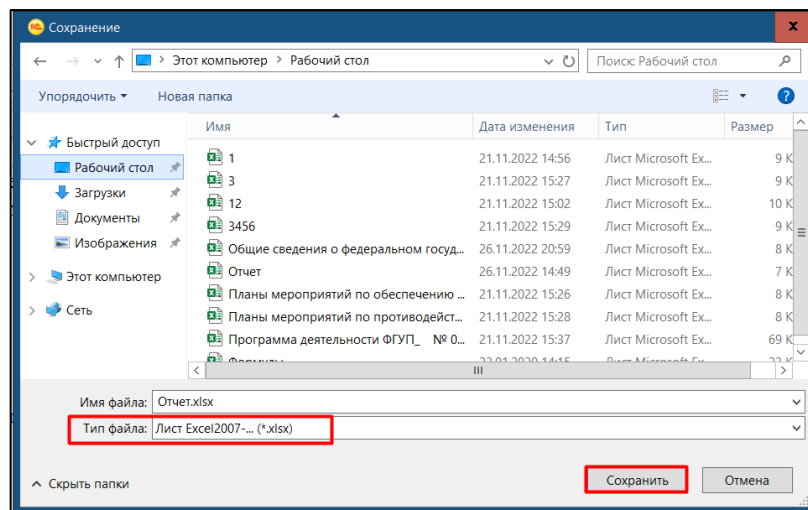 Сохранение
Этот компьютер > Рабочий стол
Поиск: Рабочий стол
Упорядочить
Новая папка
Имя Дата изменения Тип Размер
Быстрый доступ
Рабочий стол
Загрузки
Документы
Изображения
Этот компьютер
Сеть
1 21.11.2022 14:56 Лист Microsoft Ex... 9 К
3 21.11.2022 15:27 Лист Microsoft Ex... 9 К
12 21.11.2022 15:02 Лист Microsoft Ex... 10 К
3456 21.11.2022 15:29 Лист Microsoft Ex... 9 К
Общие сведения о федеральном госуд... 26.11.2022 20:59 Лист Microsoft Ex... 8 К
Отчет 26.11.2022 14:49 Лист Microsoft Ex... 7 К
Планы мероприятий по обеспечению ... 21.11.2022 15:26 Лист Microsoft Ex... 8 К
Планы мероприятий по противодейст... 21.11.2022 15:28 Лист Microsoft Ex... 8 К
Программа деятельности ФГУП_ № 0... 21.11.2022 15:37 Лист Microsoft Ex... 69 К
Имя файла: Отчет.xlsx
Тип файла: Лист Excel2007-... (*.xlsx)
Скрыть папки
Сохранить
Отмена